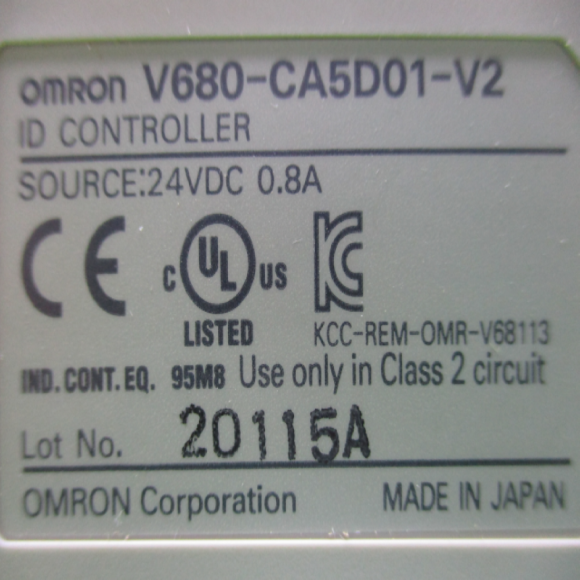 omron V680-CA5D01-V2
ID CONTROLLER
SOURCE:24VDC 0.8A
CE C UL US KC
LISTED KCC-REM-OMR-V68113
IND. CONT. EQ. 95M8 Use only in Class 2 circuit
Lot No. 20115A
OMRON Corporation MADE IN JAPAN